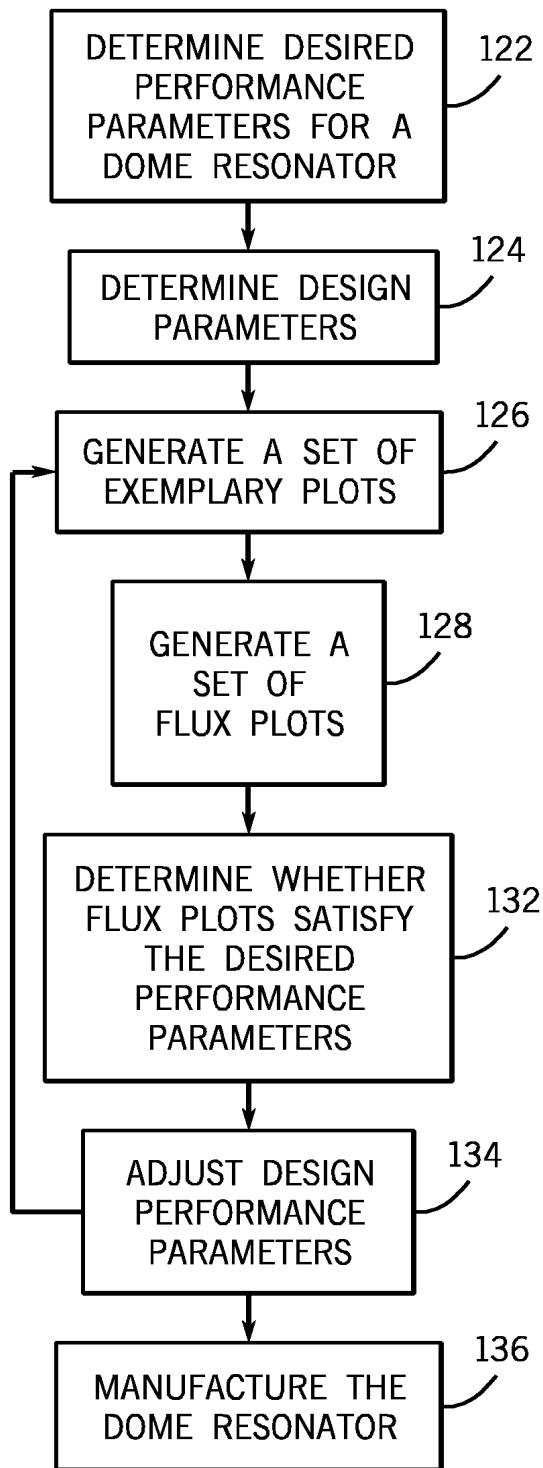 DETERMINE DESIRED
PERFORMANCE
PARAMETERS FOR A
DOME RESONATOR
122
DETERMINE DESIGN
PARAMETERS
124
GENERATE A SET OF
EXEMPLARY PLOTS
126
GENERATE A
SET OF
FLUX PLOTS
128
DETERMINE WHETHER
FLUX PLOTS SATISFY
THE DESIRED
PERFORMANCE
PARAMETERS
132
ADJUST DESIGN
PERFORMANCE
PARAMETERS
134
MANUFACTURE THE
DOME RESONATOR
136